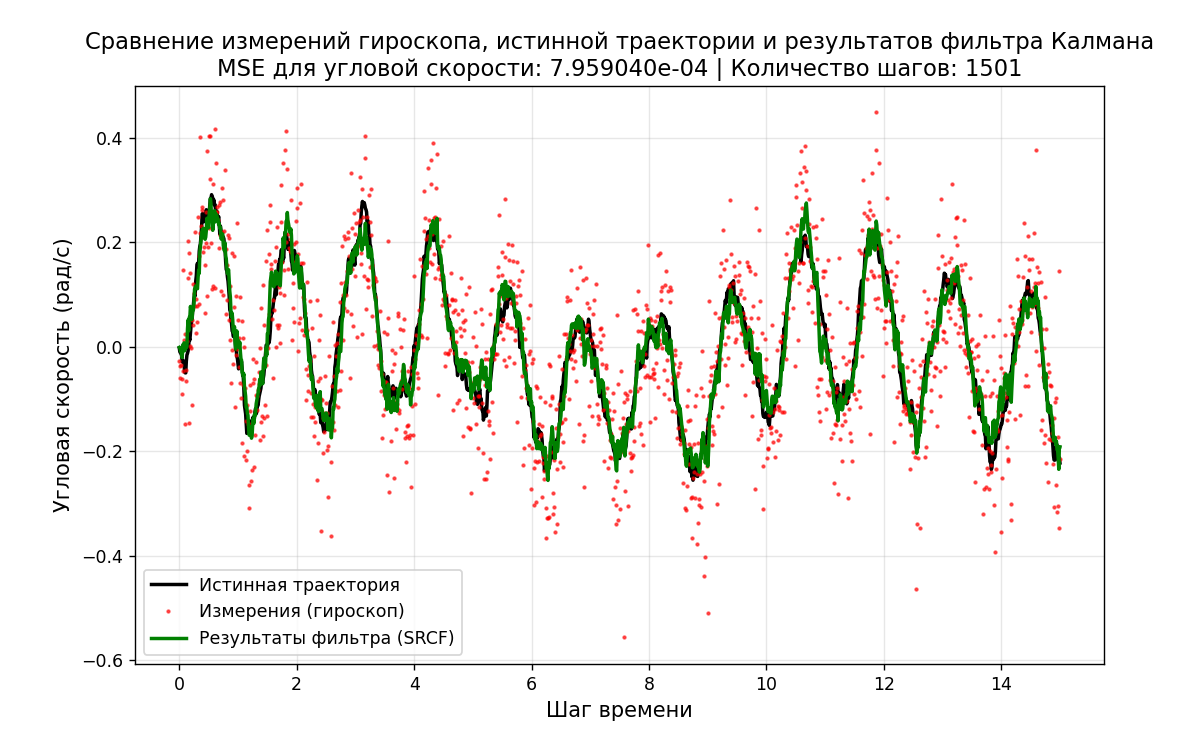 Сравнение измерений гироскопа, истинной траектории и результатов фильтра Калмана
MSE для угловой скорости: 7.959040e-04 | Количество шагов: 1501
Угловая скорость (рад/с)
0.4
0.2
0.0
−0.2
−0.4
−0.6
Истинная траектория
Измерения (гироскоп)
Результаты фильтра (SRCF)
0 2 4 6 8 10 12 14
Шаг времени